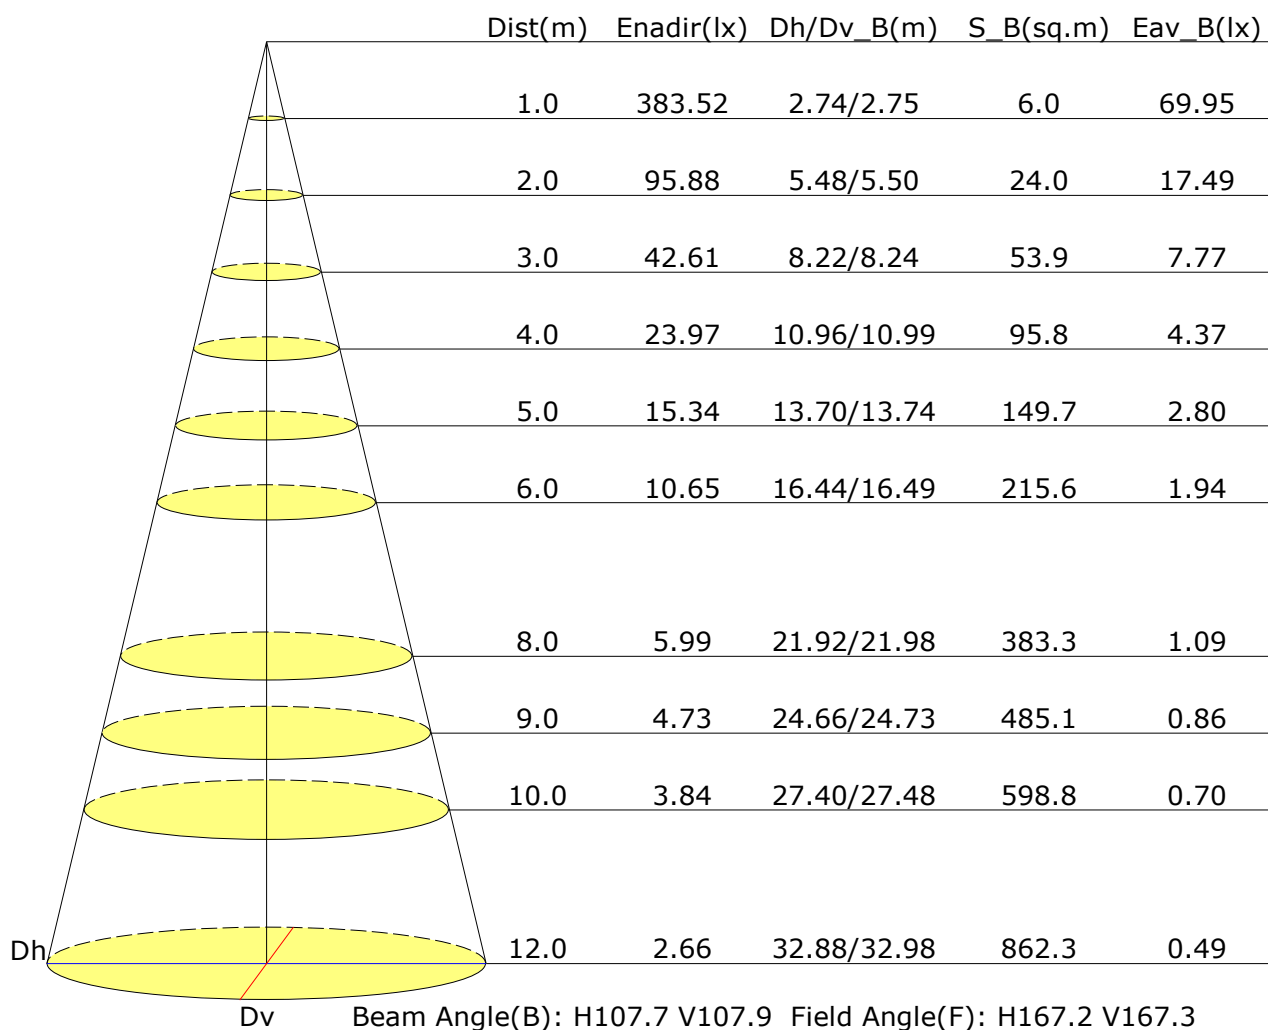 Dist(m) Enadir(lx) Dh/Dv_B(m) S_B(sq.m) Eav_B(lx)
1.0 383.52 2.74/2.75 6.0 69.95
2.0 95.88 5.48/5.50 24.0 17.49
3.0 42.61 8.22/8.24 53.9 7.77
4.0 23.97 10.96/10.99 95.8 4.37
5.0 15.34 13.70/13.74 149.7 2.80
6.0 10.65 16.44/16.49 215.6 1.94
8.0 5.99 21.92/21.98 383.3 1.09
9.0 4.73 24.66/24.73 485.1 0.86
10.0 3.84 27.40/27.48 598.8 0.70
Dh 12.0 2.66 32.88/32.98 862.3 0.49
Dv Beam Angle(B): H107.7 V107.9 Field Angle(F): H167.2 V167.3